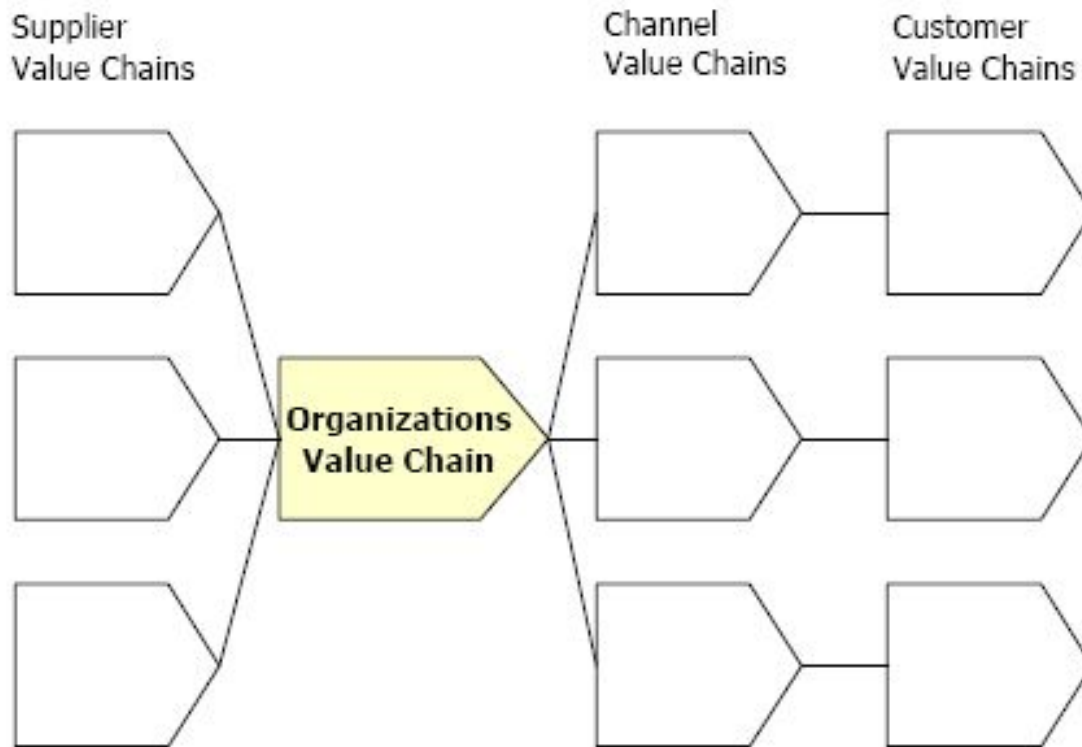 Supplier
Value Chains
Channel
Value Chains
Customer
Value Chains
Organizations
Value Chain